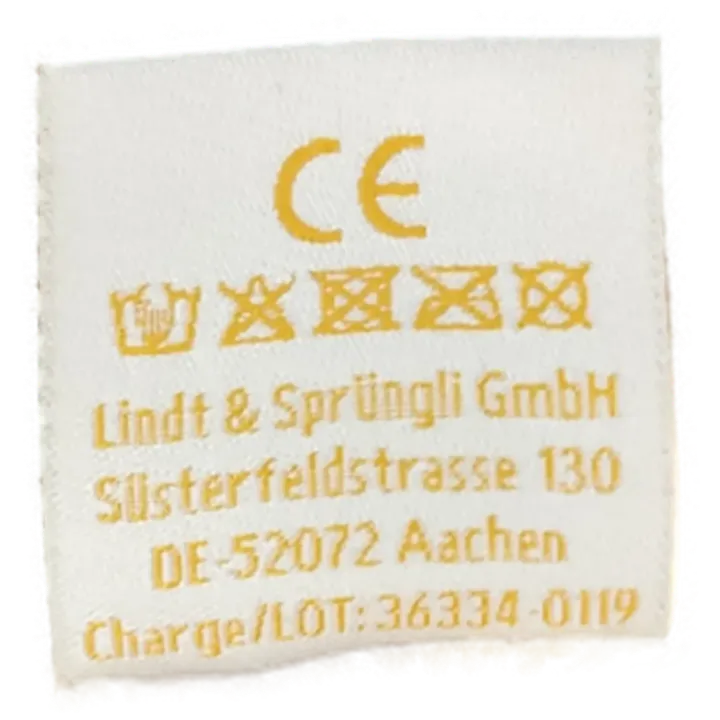 CE
Lindt & Sprüngli GmbH
Süsterfeldstrasse 130
DE-52072 Aachen
Charge/LOT: 36334-0119